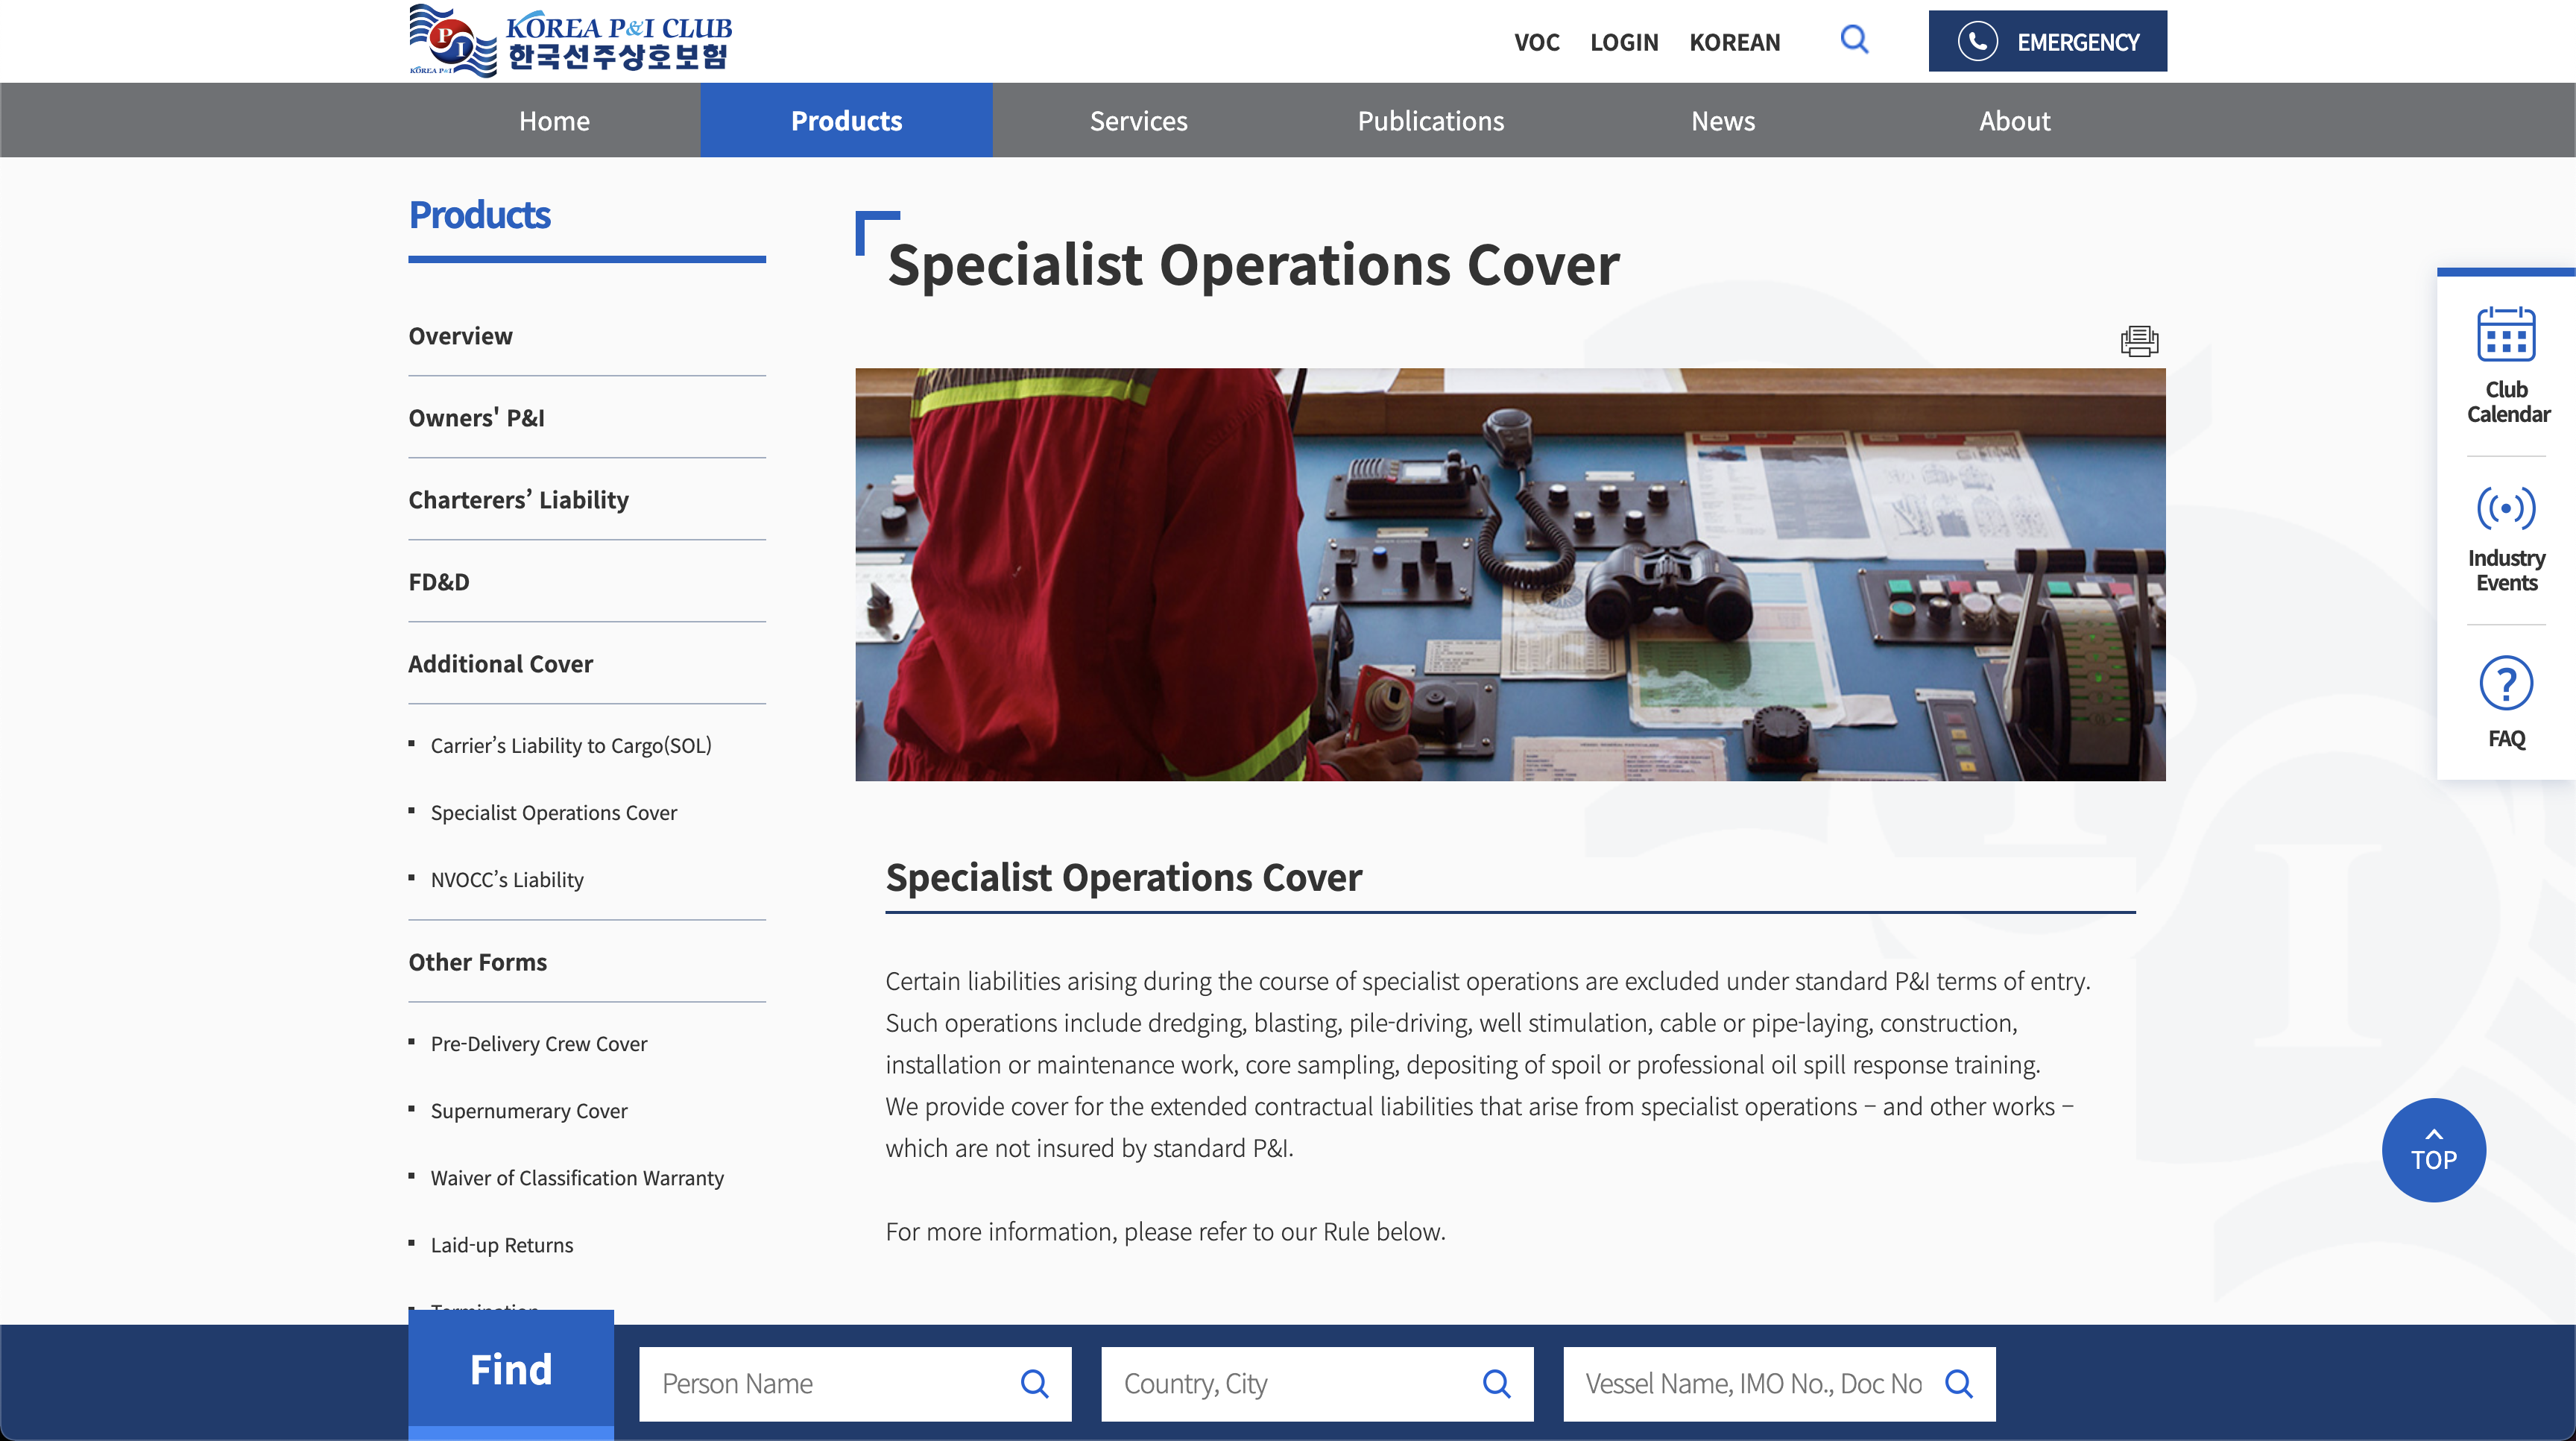 KOREA P&I CLUB
한국선주상호보험
P
I
KOREA P&I
VOC LOGIN KOREAN
EMERGENCY
Home Products Services Publications News About
Products
Overview
Owners' P&I
Charterers’ Liability
FD&D
Additional Cover
Carrier’s Liability to Cargo(SOL)
Specialist Operations Cover
NVOCC’s Liability
Other Forms
Pre-Delivery Crew Cover
Supernumerary Cover
Waiver of Classification Warranty
Laid-up Returns
Termination
Specialist Operations Cover
Specialist Operations Cover
Certain liabilities arising during the course of specialist operations are excluded under standard P&I terms of entry.
Such operations include dredging, blasting, pile-driving, well stimulation, cable or pipe-laying, construction,
installation or maintenance work, core sampling, depositing of spoil or professional oil spill response training.
We provide cover for the extended contractual liabilities that arise from specialist operations – and other works –
which are not insured by standard P&I.
For more information, please refer to our Rule below.
Club
Calendar
Industry
Events
?
FAQ
TOP
Find
Person Name
Country, City
Vessel Name, IMO No., Doc No